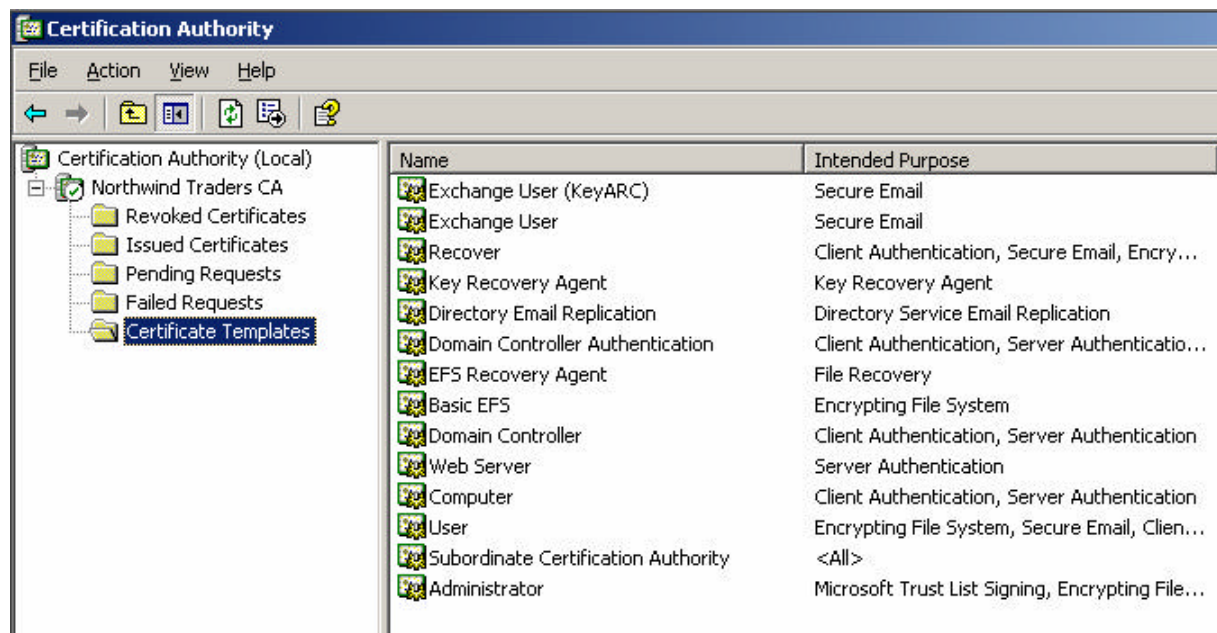 Certification Authority
File Action View Help
Certification Authority (Local)
Northwind Traders CA
Revoked Certificates
Issued Certificates
Pending Requests
Failed Requests
Certificate Templates
Name Intended Purpose
Exchange User (KeyARC) Secure Email
Exchange User Secure Email
Recover Client Authentication, Secure Email, Encry...
Key Recovery Agent Key Recovery Agent
Directory Email Replication Directory Service Email Replication
Domain Controller Authentication Client Authentication, Server Authenticatio...
EFS Recovery Agent File Recovery
Basic EFS Encrypting File System
Domain Controller Client Authentication, Server Authentication
Web Server Server Authentication
Computer Client Authentication, Server Authentication
User Encrypting File System, Secure Email, Clien...
Subordinate Certification Authority <All>
Administrator Microsoft Trust List Signing, Encrypting File...